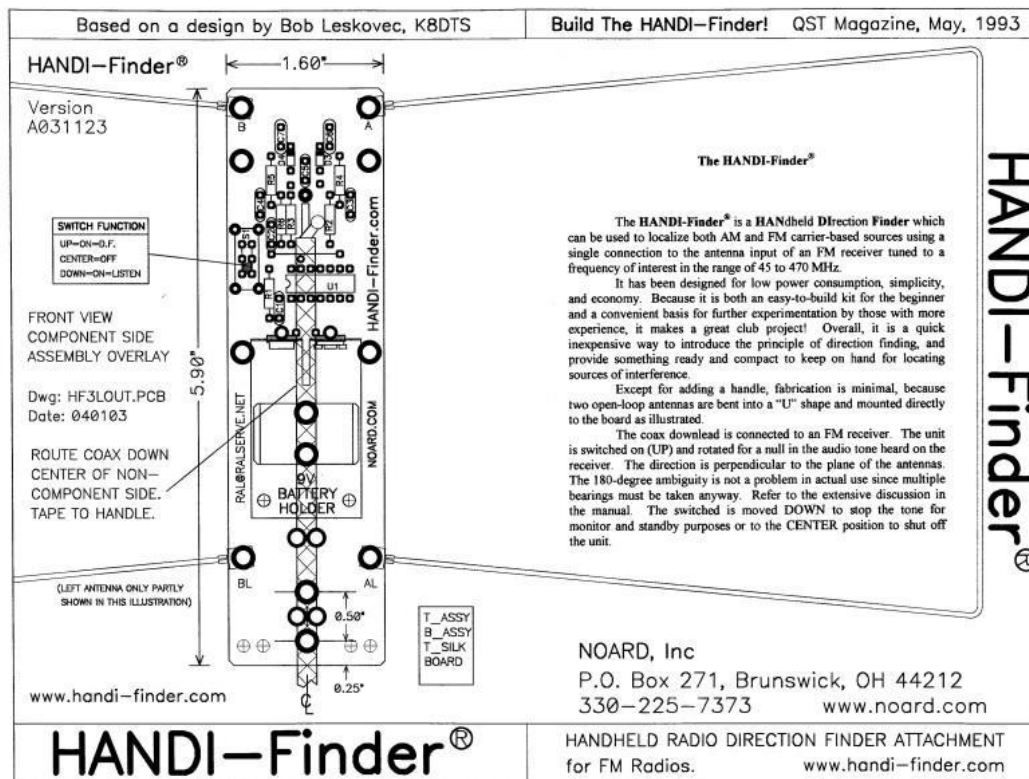 Based on a design by Bob Leskovec, K8DTS
Build The HANDI-Finder! QST Magazine, May, 1993
HANDI-Finder®
1.60"
Version
A031123
B
A
C7
C6
D4
D3
C5
R5
R4
C4
C3
R6
R3
R2
C2
S1
SWITCH FUNCTION
UP=ON=D.F.
CENTER=OFF
DOWN=ON=LISTEN
U1
R1
C1
HANDI-Finder.com
FRONT VIEW
COMPONENT SIDE
ASSEMBLY OVERLAY
5.90"
Dwg: HF3LOUT.PCB
Date: 040103
ROUTE COAX DOWN
CENTER OF NON-
COMPONENT SIDE.
TAPE TO HANDLE.
RAL@RALSERVE.NET
NOARD.COM
9V
BATTERY
HOLDER
BL
AL
(LEFT ANTENNA ONLY PARTLY
SHOWN IN THIS ILLUSTRATION)
0.50"
T_ASSY
B_ASSY
T_SILK
BOARD
0.25"
www.handi-finder.com
The HANDI-Finder®
The HANDI-Finder® is a HANdheld DIrection Finder which
can be used to localize both AM and FM carrier-based sources using a
single connection to the antenna input of an FM receiver tuned to a
frequency of interest in the range of 45 to 470 MHz.
It has been designed for low power consumption, simplicity,
and economy. Because it is both an easy-to-build kit for the beginner
and a convenient basis for further experimentation by those with more
experience, it makes a great club project! Overall, it is a quick
inexpensive way to introduce the principle of direction finding, and
provide something ready and compact to keep on hand for locating
sources of interference.
Except for adding a handle, fabrication is minimal, because
two open-loop antennas are bent into a "U" shape and mounted directly
to the board as illustrated.
The coax downlead is connected to an FM receiver. The unit
is switched on (UP) and rotated for a null in the audio tone heard on the
receiver. The direction is perpendicular to the plane of the antennas.
The 180-degree ambiguity is not a problem in actual use since multiple
bearings must be taken anyway. Refer to the extensive discussion in
the manual. The switched is moved DOWN to stop the tone for
monitor and standby purposes or to the CENTER position to shut off
the unit.
HANDI-Finder®
NOARD, Inc
P.O. Box 271, Brunswick, OH 44212
330-225-7373 www.noard.com
HANDI-Finder®
HANDHELD RADIO DIRECTION FINDER ATTACHMENT
for FM Radios. www.handi-finder.com